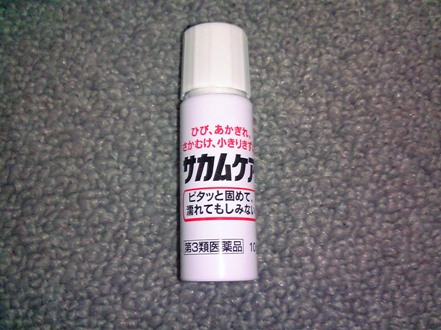 ひび、あかぎれ、
さかむけ、小きりきず
サカムケア
ピタッと固めて、
濡れてもしみない
第3類医薬品 10